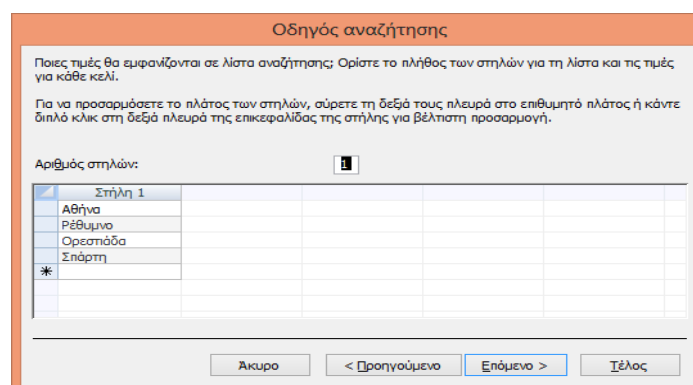 Οδηγός αναζήτησης
Ποιες τιμές θα εμφανίζονται σε λίστα αναζήτησης; Ορίστε το πλήθος των στηλών για τη λίστα και τις τιμές
για κάθε κελί.
Για να προσαρμόσετε το πλάτος των στηλών, σύρετε τη δεξιά τους πλευρά στο επιθυμητό πλάτος ή κάντε
διπλό κλικ στη δεξιά πλευρά της επικεφαλίδας της στήλης για βέλτιστη προσαρμογή.
Αριθμός στηλών: 1
Στήλη 1
Αθήνα
Ρέθυμνο
Ορεστιάδα
Σπάρτη
Άκυρο < Προηγούμενο Επόμενο > Τέλος